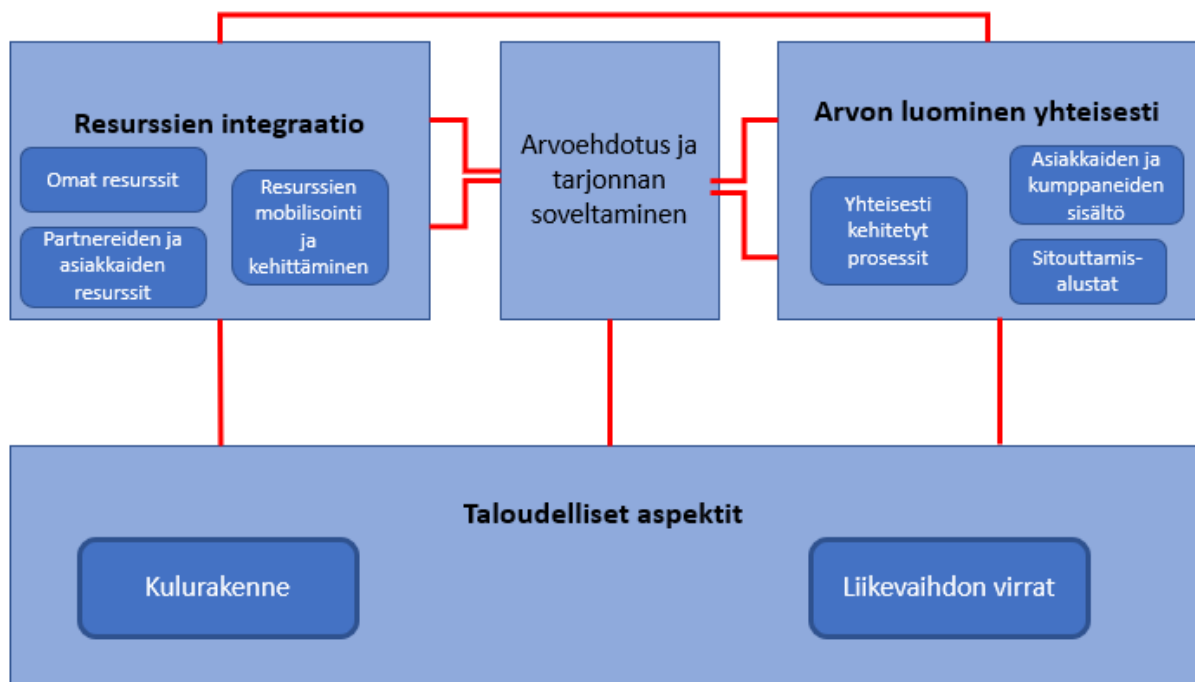 Resurssien integraatio
Omat resurssit
Partnereiden ja
asiakkaiden
resurssit
Resurssien
mobilisointi
ja
kehittäminen
Arvoehdotus ja
tarjonnan
soveltaminen
Arvon luominen yhteisesti
Yhteisesti
kehitetyt
prosessit
Asiakkaiden ja
kumppaneiden
sisältö
Sitouttamis-
alustat
Taloudelliset aspektit
Kulurakenne
Liikevaihdon virrat